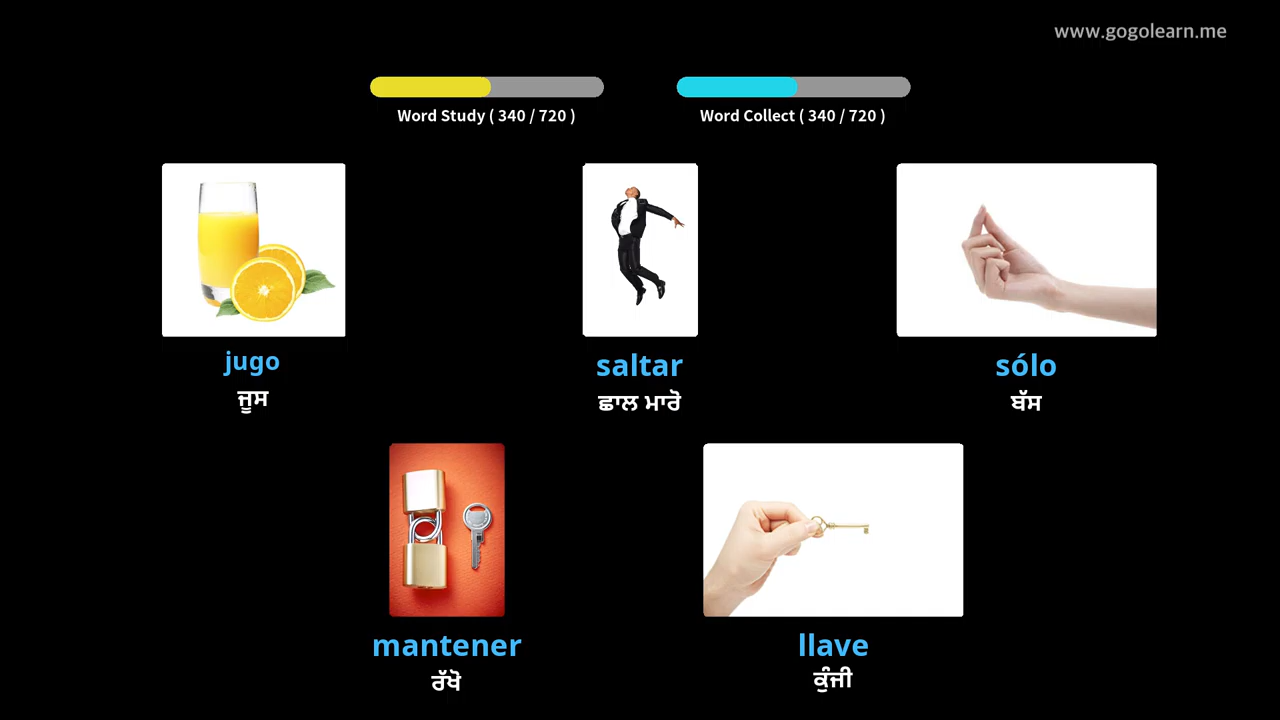 www.gogolearn.me
Word Study ( 340 / 720 )
Word Collect ( 340 / 720 )
jugo
ਜੂਸ
saltar
ਛਾਲ ਮਾਰੋ
sólo
ਬੱਸ
mantener
ਰੱਖੋ
llave
ਕੁੰਜੀ